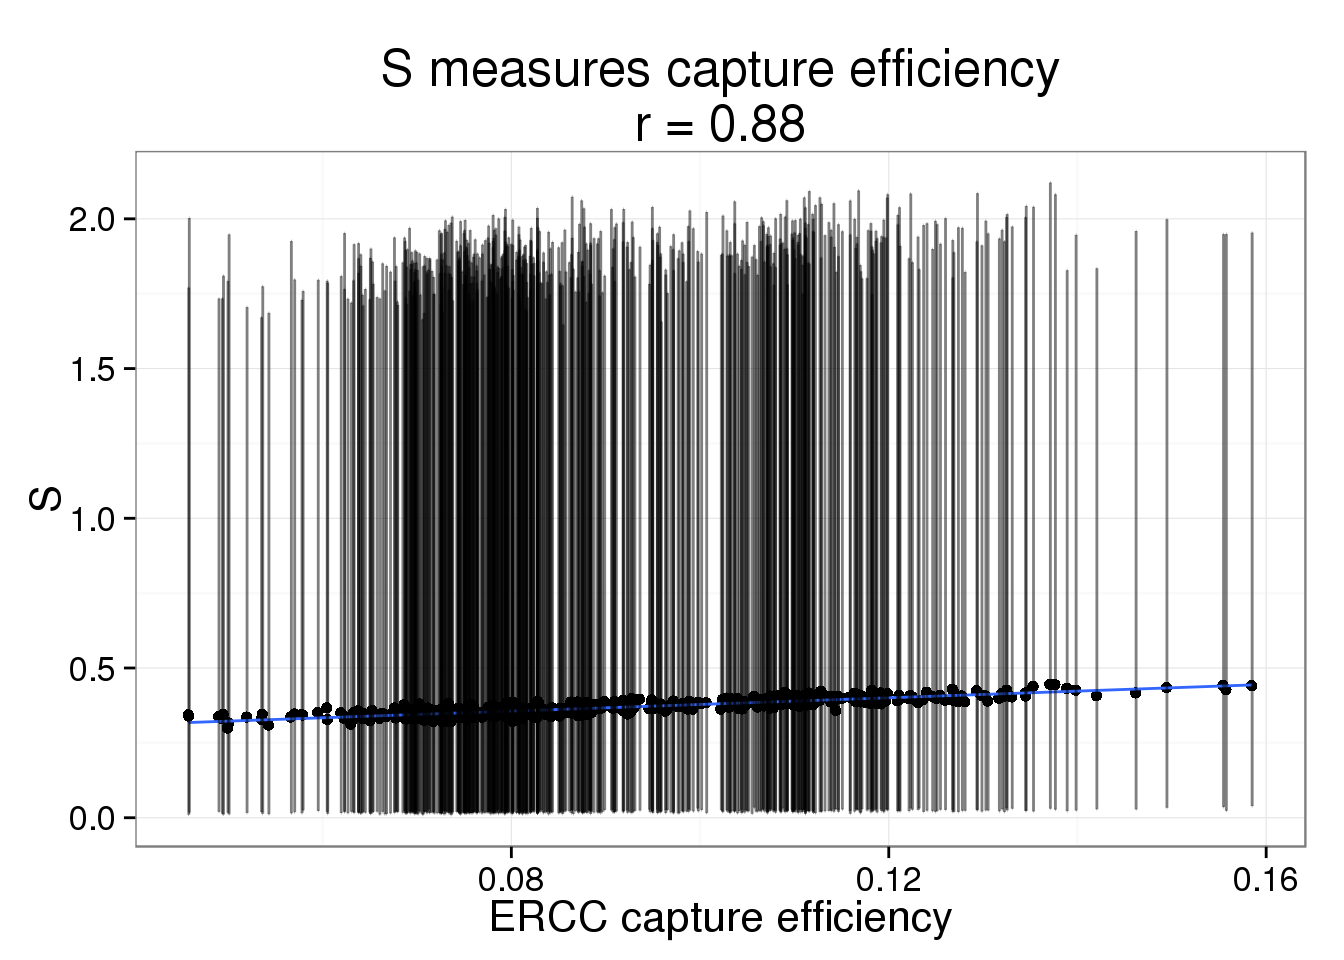 S measures capture efficiency
r = 0.88
S
2.0
1.5
1.0
0.5
0.0
0.08
0.12
0.16
ERCC capture efficiency